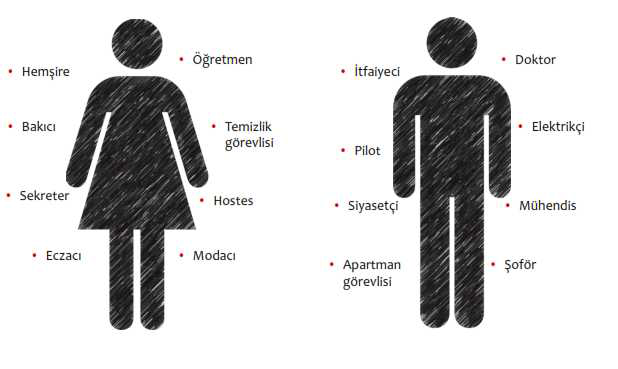 • Hemşire
• Öğretmen
• Bakıcı
• Temizlik
görevlisi
• Sekreter
• Hostes
• Eczacı
• Modacı
• İtfaiyeci
• Doktor
• Pilot
• Elektrikçi
• Siyasetçi
• Mühendis
• Apartman
görevlisi
• Şoför